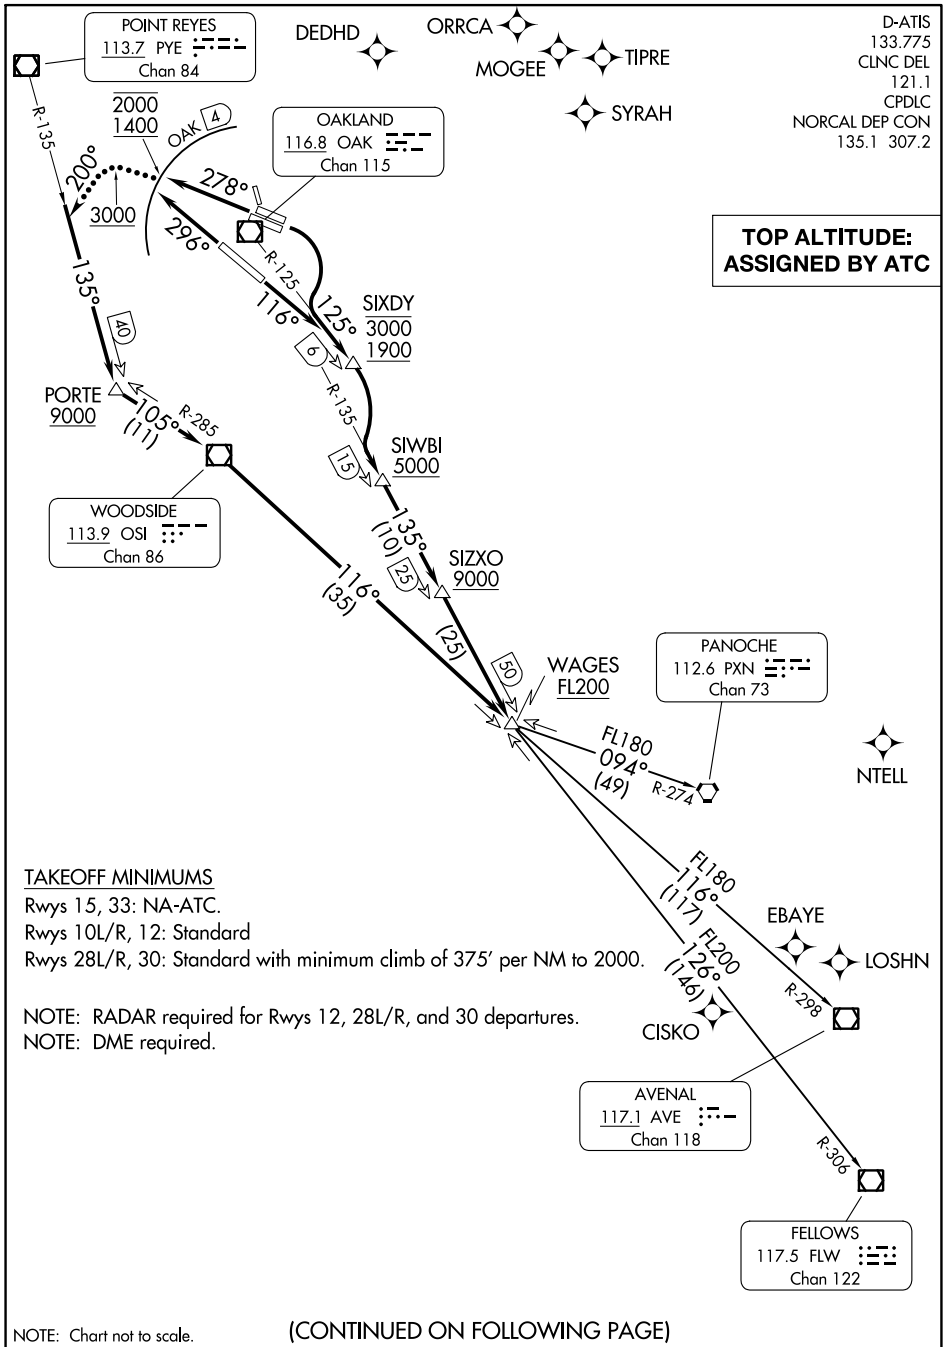 POINT REYES
113.7 PYE
Chan 84
DEDHD
ORRCA
MOGEE
TIPRE
SYRAH
D-ATIS
133.775
CLNC DEL
121.1
CPDLC
NORCAL DEP CON
135.1 307.2
R-135
2000
1400
OAK 4
OAKLAND
116.8 OAK
Chan 115
200°
3000
278°
296°
R-125
TOP ALTITUDE:
ASSIGNED BY ATC
135°
116°
125°
SIXDY
3000
1900
40
6
R-135
PORTE
9000
105°
(11)
R-285
15
SIWBI
5000
WOODSIDE
113.9 OSI
Chan 86
135°
(10)
SIZXO
9000
25
116°
(35)
(25)
50
WAGES
FL200
PANOCHE
112.6 PXN
Chan 73
FL180
094°
(49)
R-274
NTELL
TAKEOFF MINIMUMS
Rwys 15, 33: NA-ATC.
Rwys 10L/R, 12: Standard
Rwys 28L/R, 30: Standard with minimum climb of 375' per NM to 2000.
FL180
116°
(117)
EBAYE
LOSHN
FL200
126°
(146)
R-298
CISKO
NOTE: RADAR required for Rwys 12, 28L/R, and 30 departures.
NOTE: DME required.
AVENAL
117.1 AVE
Chan 118
R-306
FELLOWS
117.5 FLW
Chan 122
NOTE: Chart not to scale.
(CONTINUED ON FOLLOWING PAGE)